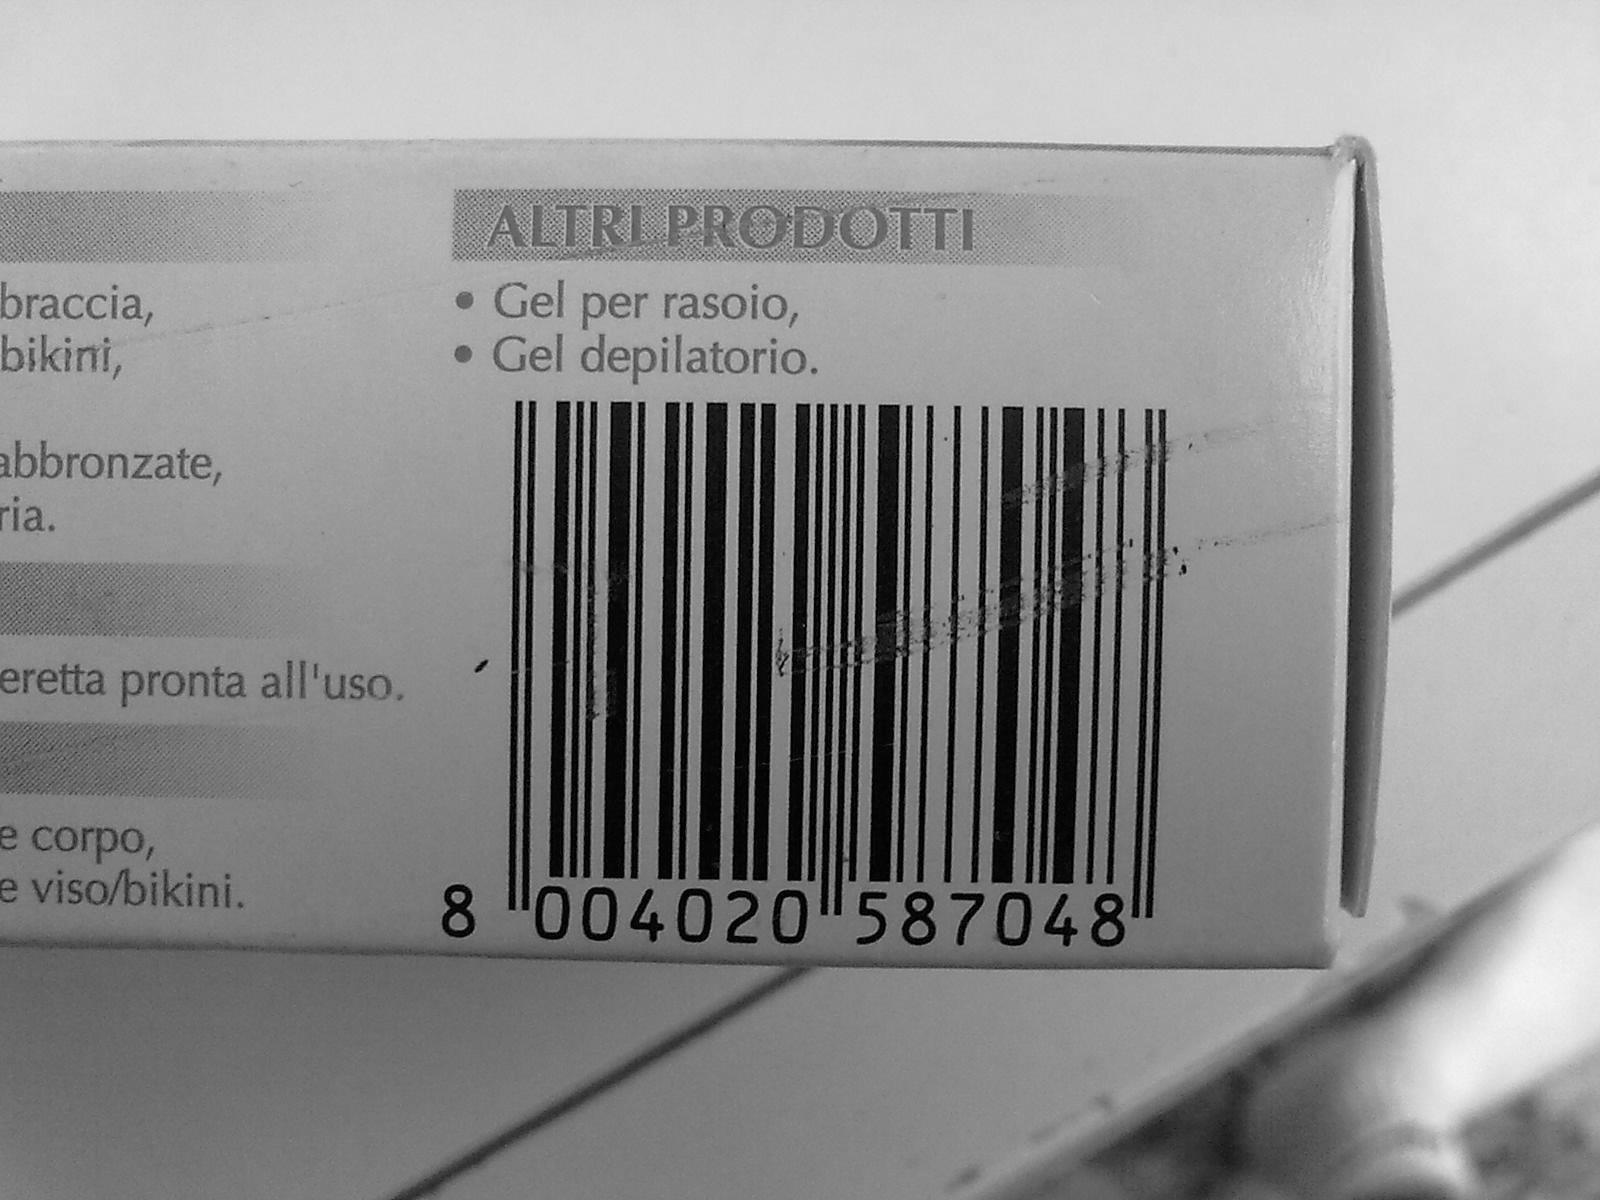 braccia,
bikini,
abbronzate,
ria.
eretta pronta all'uso.
e corpo,
e viso/bikini.
ALTRI PRODOTTI
• Gel per rasoio,
• Gel depilatorio.
8 004020 587048